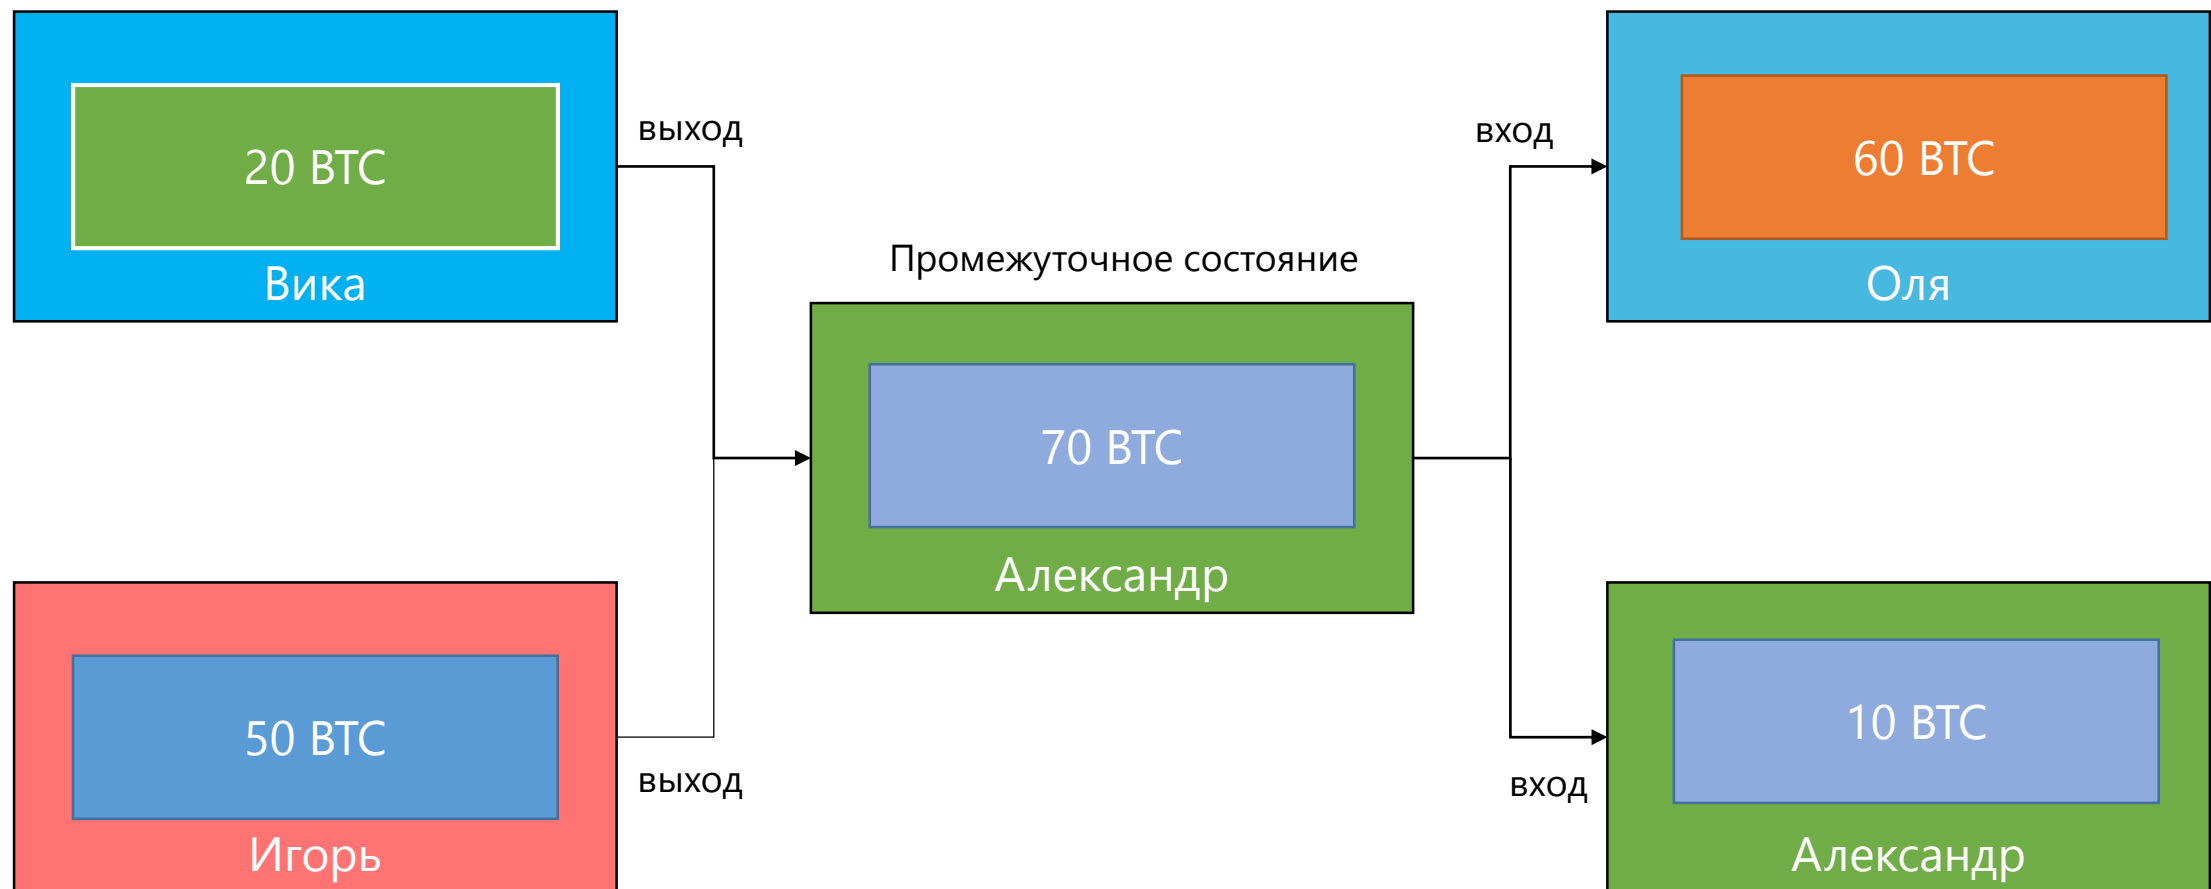 20 BTC
Вика
выход
вход
60 BTC
Оля
Промежуточное состояние
70 BTC
Александр
50 BTC
Игорь
выход
вход
10 BTC
Александр